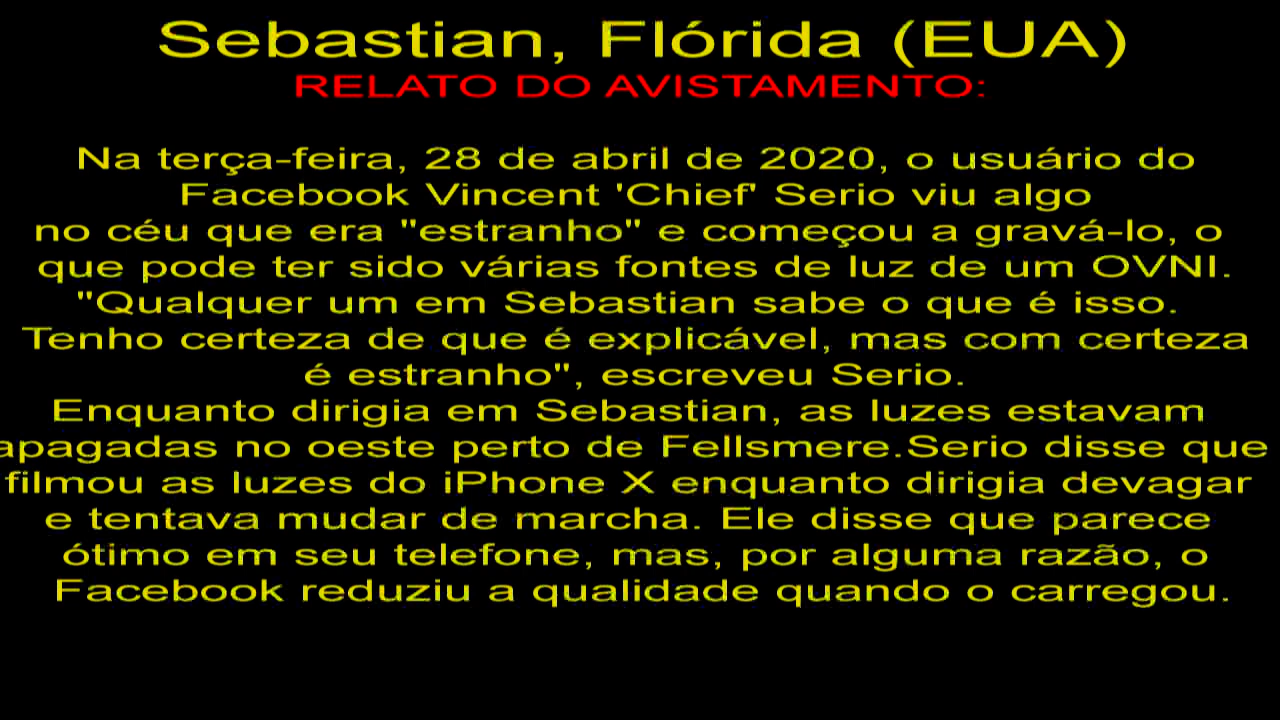 Sebastian, Flórida (EUA)
RELATO DO AVISTAMENTO:
Na terça-feira, 28 de abril de 2020, o usuário do
Facebook Vincent 'Chief' Serio viu algo
no céu que era "estranho" e começou a gravá-lo, o
que pode ter sido várias fontes de luz de um OVNI.
"Qualquer um em Sebastian sabe o que é isso.
Tenho certeza de que é explicável, mas com certeza
é estranho", escreveu Serio.
Enquanto dirigia em Sebastian, as luzes estavam
apagadas no oeste perto de Fellsmere.Serio disse que
filmou as luzes do iPhone X enquanto dirigia devagar
e tentava mudar de marcha. Ele disse que parece
ótimo em seu telefone, mas, por alguma razão, o
Facebook reduziu a qualidade quando o carregou.